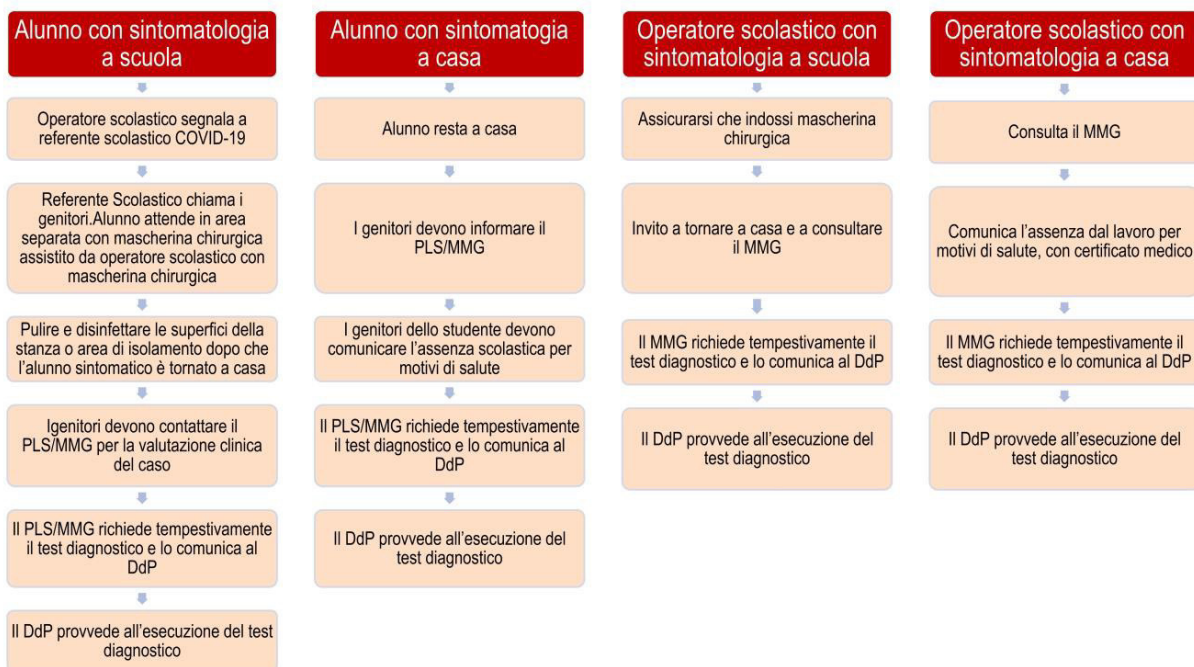 Alunno con sintomatologia
a scuola
Operatore scolastico segnala a
referente scolastico COVID-19
Referente Scolastico chiama i
genitori.Alunno attende in area
separata con mascherina chirurgica
assistito da operatore scolastico con
mascherina chirurgica
Pulire e disinfettare le superfici della
stanza o area di isolamento dopo che
l'alunno sintomatico è tornato a casa
Igenitori devono contattare il
PLS/MMG per la valutazione clinica
del caso
Il PLS/MMG richiede tempestivamente
il test diagnostico e lo comunica al
DdP
Il DdP provvede all'esecuzione del test
diagnostico
Alunno con sintomatogia
a casa
Alunno resta a casa
I genitori devono informare il
PLS/MMG
I genitori dello studente devono
comunicare l'assenza scolastica per
motivi di salute
Il PLS/MMG richiede tempestivamente
il test diagnostico e lo comunica al
DdP
Il DdP provvede all'esecuzione del
test diagnostico
Operatore scolastico con
sintomatologia a scuola
Assicurarsi che indossi mascherina
chirurgica
Invito a tornare a casa e a consultare
il MMG
Il MMG richiede tempestivamente il
test diagnostico e lo comunica al DdP
Il DdP provvede all'esecuzione del
test diagnostico
Operatore scolastico con
sintomatologia a casa
Consulta il MMG
Comunica l'assenza dal lavoro per
motivi di salute, con certificato medico
Il MMG richiede tempestivamente il
test diagnostico e lo comunica al DdP
Il DdP provvede all'esecuzione del
test diagnostico